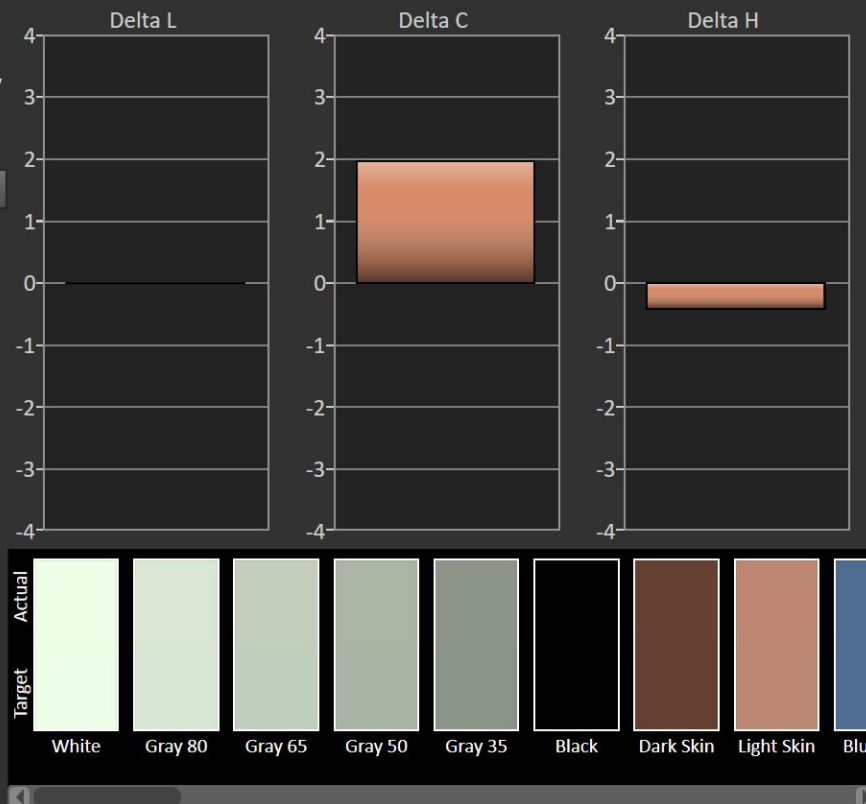 Delta L Delta C Delta H
4 4 4
3 3 3
2 2 2
1 1 1
0 0 0
-1 -1 -1
-2 -2 -2
-3 -3 -3
-4 -4 -4
Actual
Target
White Gray 80 Gray 65 Gray 50 Gray 35 Black Dark Skin Light Skin Blu